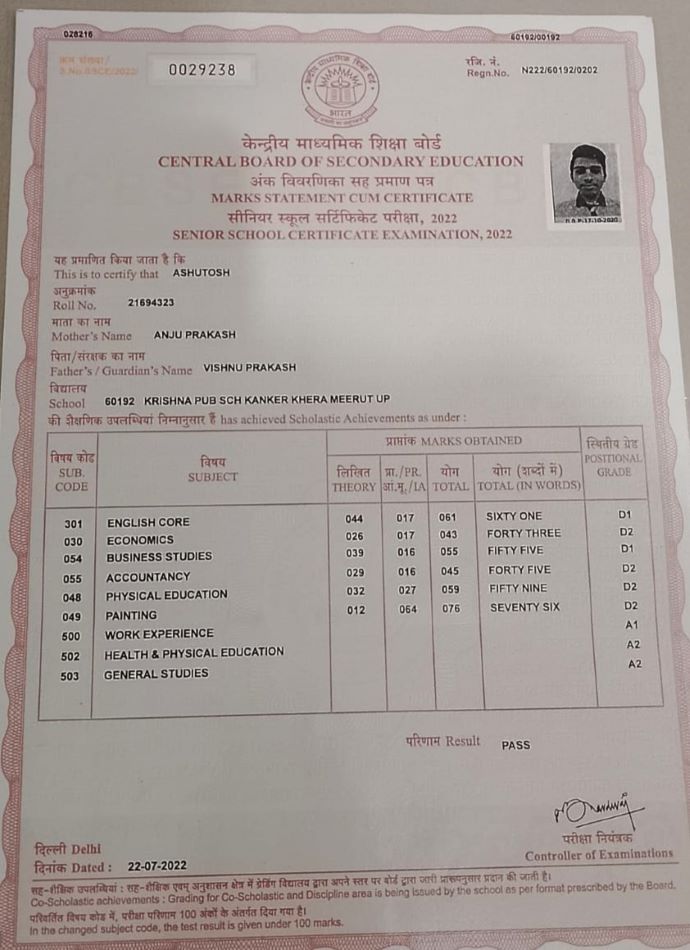 028216
60192/00192
क्रम संख्या/
S.No.SSCE/2022/
0029238
रजि. नं.
Regn.No. N222/60192/0202
केन्द्रीय माध्यमिक शिक्षा बोर्ड
भारत
केन्द्रीय माध्यमिक शिक्षा बोर्ड
CENTRAL BOARD OF SECONDARY EDUCATION
अंक विवरणिका सह प्रमाण पत्र
MARKS STATEMENT CUM CERTIFICATE
सीनियर स्कूल सर्टिफिकेट परीक्षा, 2022
SENIOR SCHOOL CERTIFICATE EXAMINATION, 2022
D.O.P:17-10-2020
यह प्रमाणित किया जाता है कि
This is to certify that ASHUTOSH
अनुक्रमांक
Roll No. 21694323
माता का नाम
Mother's Name ANJU PRAKASH
पिता/संरक्षक का नाम
Father's / Guardian's Name VISHNU PRAKASH
विद्यालय
School 60192 KRISHNA PUB SCH KANKER KHERA MEERUT UP
की शैक्षणिक उपलब्धियां निम्नानुसार हैं has achieved Scholastic Achievements as under :
विषय कोड
SUB.
CODE
विषय
SUBJECT
प्राप्तांक MARKS OBTAINED
लिखित
THEORY
प्रा./PR.
आं.मू./IA
योग
TOTAL
योग (शब्दों में)
TOTAL (IN WORDS)
स्थितीय ग्रेड
POSITIONAL
GRADE
301 ENGLISH CORE 044 017 061 SIXTY ONE D1
030 ECONOMICS 026 017 043 FORTY THREE D2
054 BUSINESS STUDIES 039 016 055 FIFTY FIVE D1
055 ACCOUNTANCY 029 016 045 FORTY FIVE D2
048 PHYSICAL EDUCATION 032 027 059 FIFTY NINE D2
049 PAINTING 012 064 076 SEVENTY SIX D2
500 WORK EXPERIENCE A1
502 HEALTH & PHYSICAL EDUCATION A2
503 GENERAL STUDIES A2
परिणाम Result PASS
दिल्ली Delhi
दिनांक Dated : 22-07-2022
परीक्षा नियंत्रक
Controller of Examinations
सह-शैक्षिक उपलब्धियां : सह-शैक्षिक एवम् अनुशासन क्षेत्र में ग्रेडिंग विद्यालय द्वारा अपने स्तर पर बोर्ड द्वारा जारी प्रारूपनुसार प्रदान की जाती है।
Co-Scholastic achievements : Grading for Co-Scholastic and Discipline area is being issued by the school as per format prescribed by the Board.
परिवर्तित विषय कोड में, परीक्षा परिणाम 100 अंकों के अंतर्गत दिया गया है।
In the changed subject code, the test result is given under 100 marks.